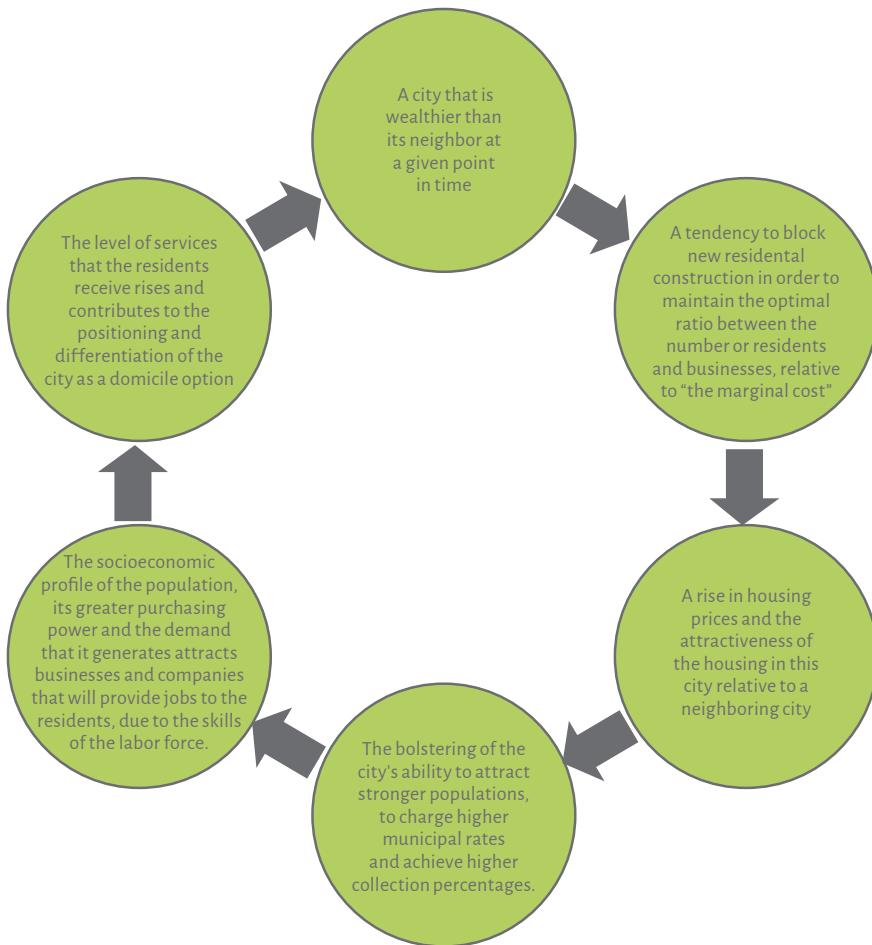 A city that is
wealthier than
its neighbor at
a given point
in time
A tendency to block
new residental
construction in order to
maintain the optimal
ratio between the
number or residents
and businesses, relative
to “the marginal cost”
A rise in housing
prices and the
attractiveness of
the housing in this
city relative to a
neighboring city
The bolstering of the
city's ability to attract
stronger populations,
to charge higher
municipal rates
and achieve higher
collection percentages.
The socioeconomic
profile of the population,
its greater purchasing
power and the demand
that it generates attracts
businesses and companies
that will provide jobs to the
residents, due to the skills
of the labor force.
The level of services
that the residents
receive rises and
contributes to the
positioning and
differentiation of the
city as a domicile option